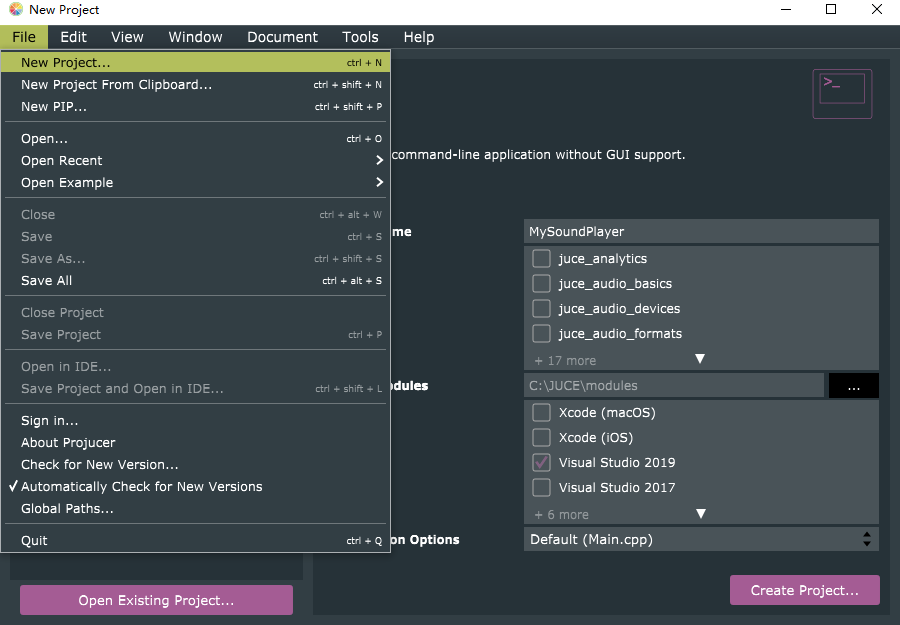 New Project
File Edit View Window Document Tools Help
New Project... ctrl + N
New Project From Clipboard... ctrl + shift + N
New PIP... ctrl + shift + P
Open... ctrl + O
Open Recent
Open Example
Close ctrl + alt + W
Save ctrl + S
Save As... ctrl + shift + S
Save All ctrl + alt + S
Close Project
Save Project ctrl + P
Open in IDE...
Save Project and Open in IDE... ctrl + shift + L
Sign in...
About Projucer
Check for New Version...
✓ Automatically Check for New Versions
Global Paths...
Quit ctrl + Q
Open Existing Project...
>_
command-line application without GUI support.
me MySoundPlayer
juce_analytics
juce_audio_basics
juce_audio_devices
juce_audio_formats
+ 17 more
dules C:\JUCE\modules ...
Xcode (macOS)
Xcode (iOS)
Visual Studio 2019
Visual Studio 2017
+ 6 more
on Options Default (Main.cpp)
Create Project...